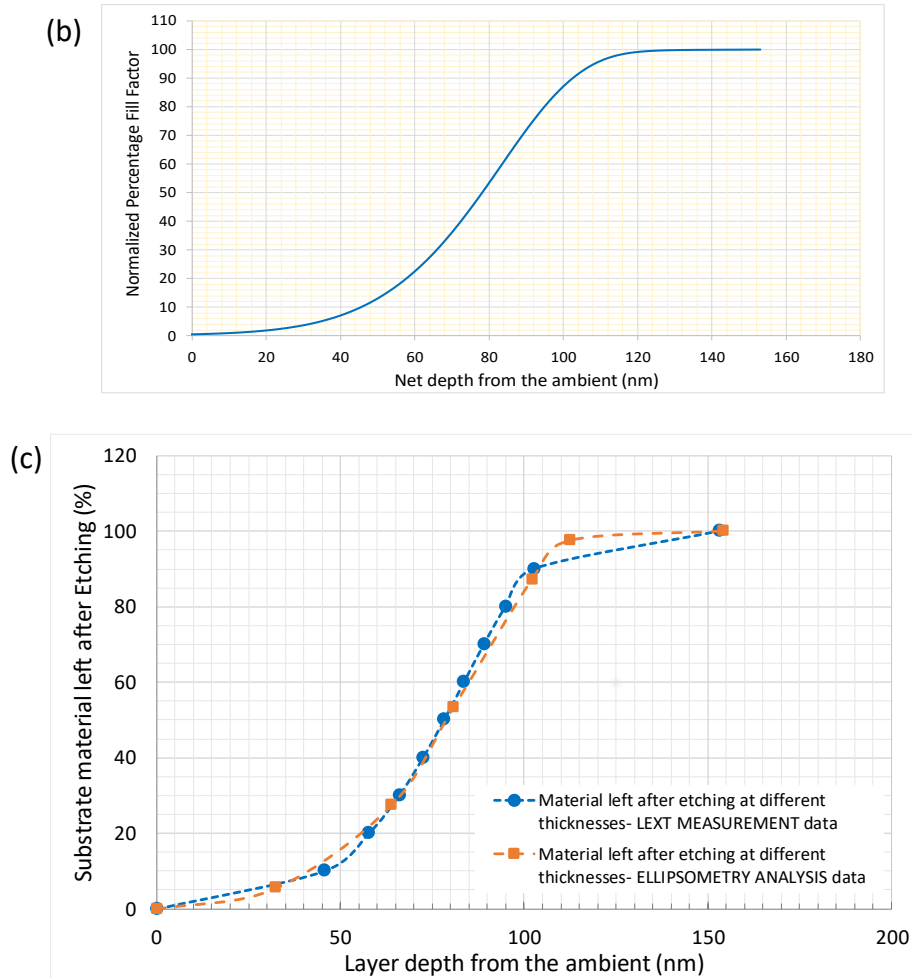 (b)
110
100
90
80
70
60
50
40
30
20
10
0
Normalized Percentage Fill Factor
0 20 40 60 80 100 120 140 160 180
Net depth from the ambient (nm)
(c)
120
100
80
60
40
20
0
Substrate material left after Etching (%)
Material left after etching at different
thicknesses- LEXT MEASUREMENT data
Material left after etching at different
thicknesses- ELLIPSOMETRY ANALYSIS data
0 50 100 150 200
Layer depth from the ambient (nm)